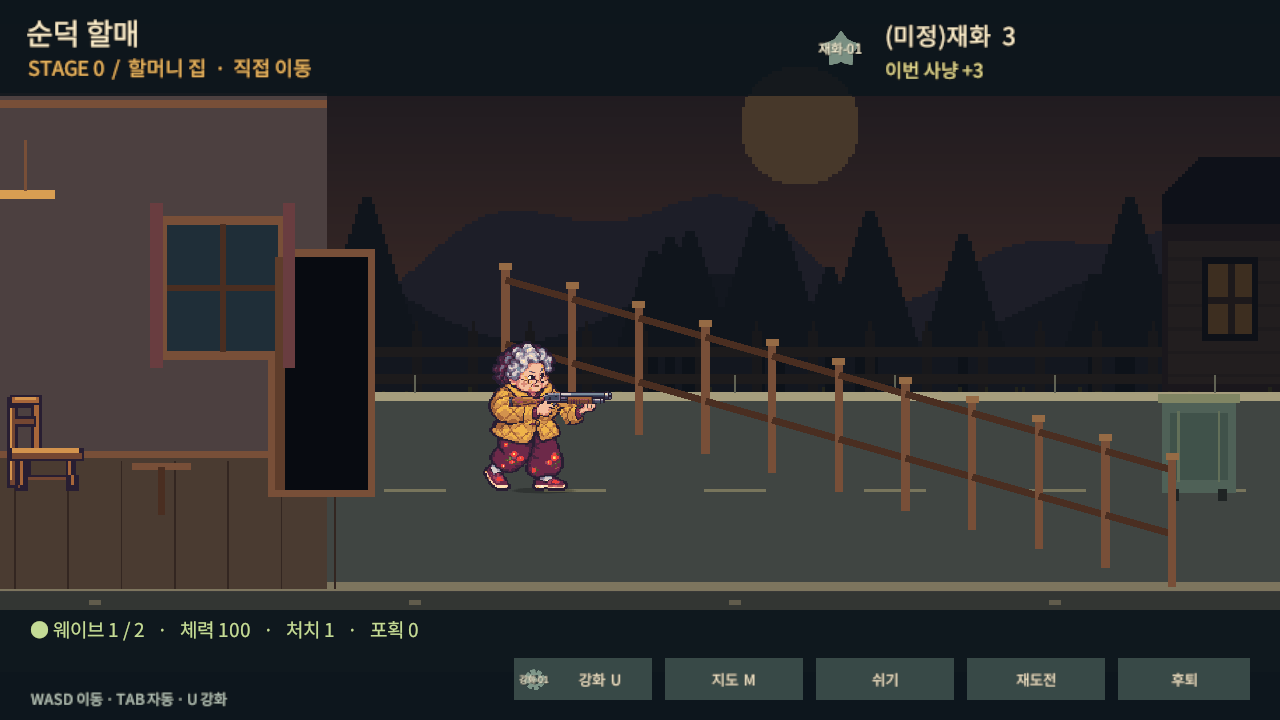 순덕 할매
STAGE 0 / 할머니 집 · 직접 이동
재화-01
(미정)재화 3
이번 사냥 +3
웨이브 1 / 2 · 체력 100 · 처치 1 · 포획 0
강화-01
강화 U
지도 M
쉬기
재도전
후퇴
WASD 이동 · TAB 자동 · U 강화